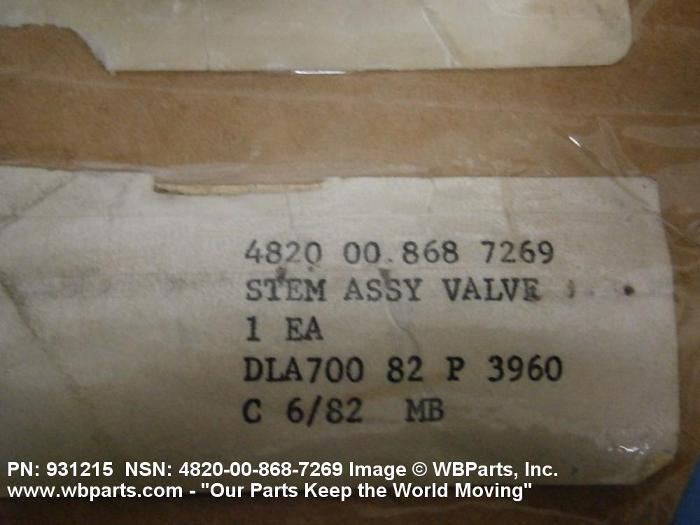 4820 00.868 7269
STEM ASSY VALVE
1 EA
DLA700 82 P 3960
C 6/82 MB
PN: 931215 NSN: 4820-00-868-7269 Image © WBParts, Inc.
www.wbparts.com - "Our Parts Keep the World Moving"